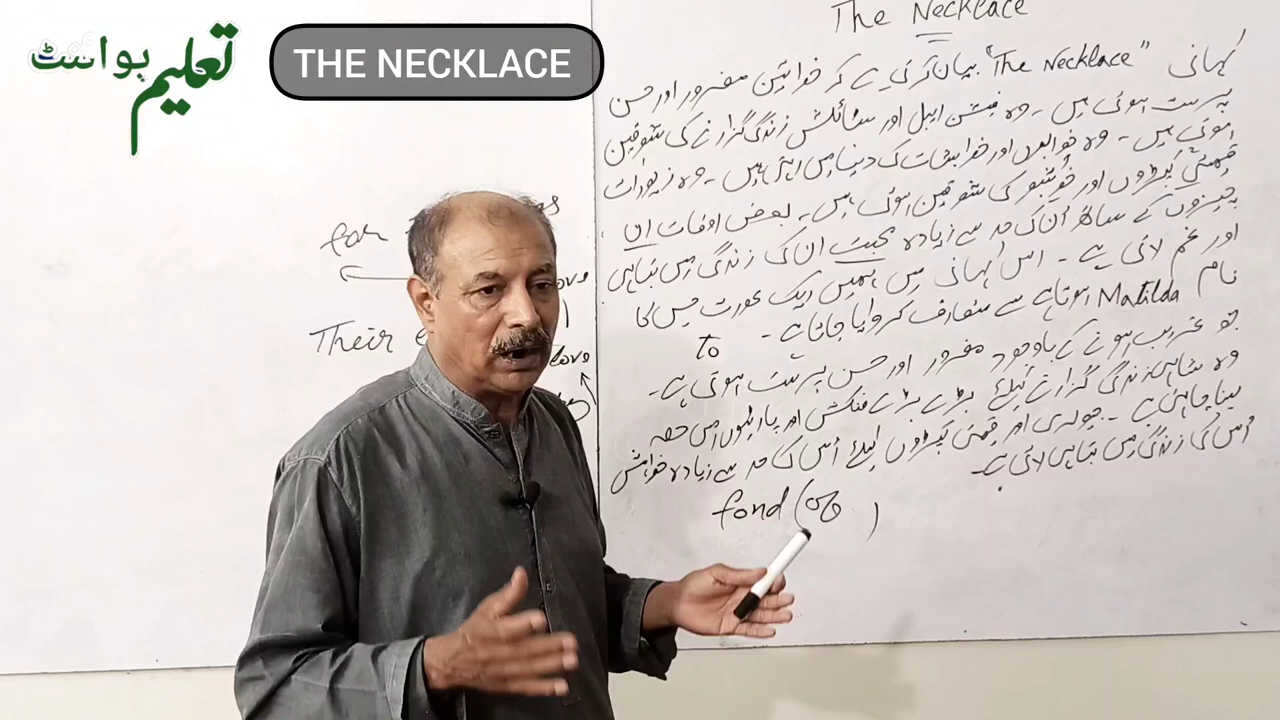 تعلیم پوائنٹ
THE NECKLACE
The Necklace
کہانی "The Necklace" بیان کرتی ہے کہ خواتین مغرور اور حسن
پرست ہوتی ہیں ۔ وہ فیشن ایبل اور سٹائلش زندگی گزارنے کی شوقین
ہوتی ہیں ۔ وہ خوابوں اور خواہشات کی دنیا میں رہتی ہیں ۔ وہ زیورات
قیمتی کپڑوں اور خوشبو کی شوقین ہوتی ہیں ۔ بعض اوقات ان
چیزوں کے ساتھ اُن کی حد سے زیادہ محبت ان کی زندگی میں تباہی
اور غم لاتی ہے ۔ اس کہانی میں ہمیں ایک عورت جس کا
نام Matilda ہوتا ہے سے متعارف کروایا جاتا ہے ۔
to
جو غریب ہونے کے باوجود مغرور اور حسن پرست ہوتی ہے ۔
وہ شاہی زندگی گزارنے کیلئے بڑے بڑے فنکشن اور پارٹیوں میں حصہ
لینا چاہتی ہے ۔ جیولری اور قیمتی کپڑوں کیلئے اُس کی حد سے زیادہ خواہش
اُس کی زندگی میں تباہی لاتی ہے ۔
fond (of )
for
Their
love